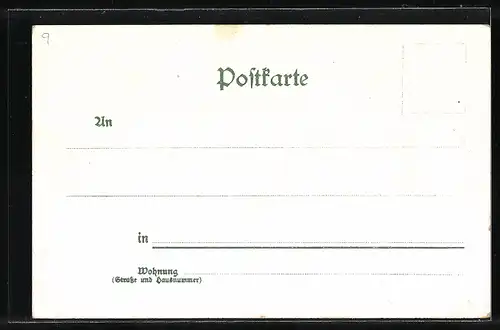 9
Poſtkarte
An
in
Wohnung
(Straße und Hausnummer)